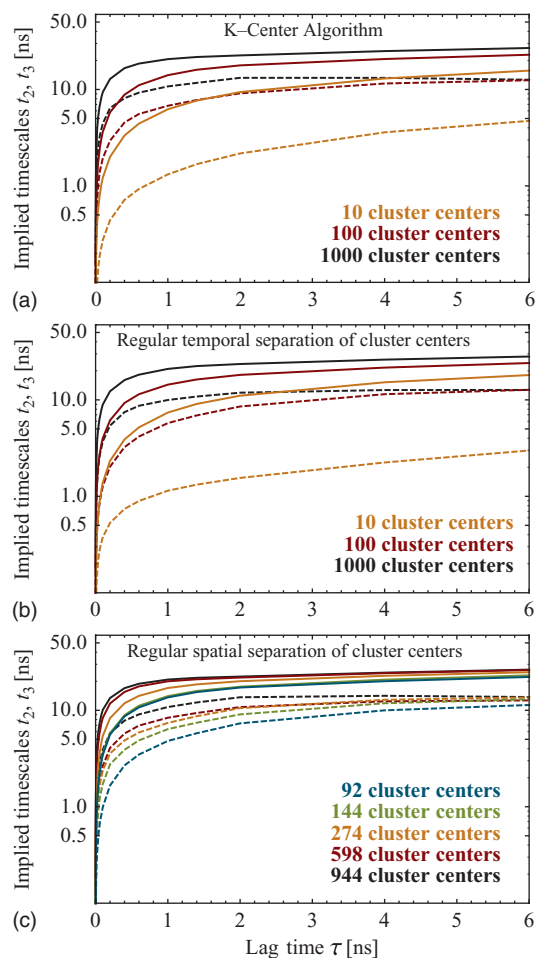 K–Center Algorithm
Implied timescales t2, t3 [ns]
50.0
10.0
5.0
1.0
0.5
10 cluster centers
100 cluster centers
1000 cluster centers
(a)
0 1 2 3 4 5 6
Regular temporal separation of cluster centers
Implied timescales t2, t3 [ns]
50.0
10.0
5.0
1.0
0.5
10 cluster centers
100 cluster centers
1000 cluster centers
(b)
0 1 2 3 4 5 6
Regular spatial separation of cluster centers
Implied timescales t2, t3 [ns]
50.0
10.0
5.0
1.0
0.5
92 cluster centers
144 cluster centers
274 cluster centers
598 cluster centers
944 cluster centers
(c)
0 1 2 3 4 5 6
Lag time τ [ns]